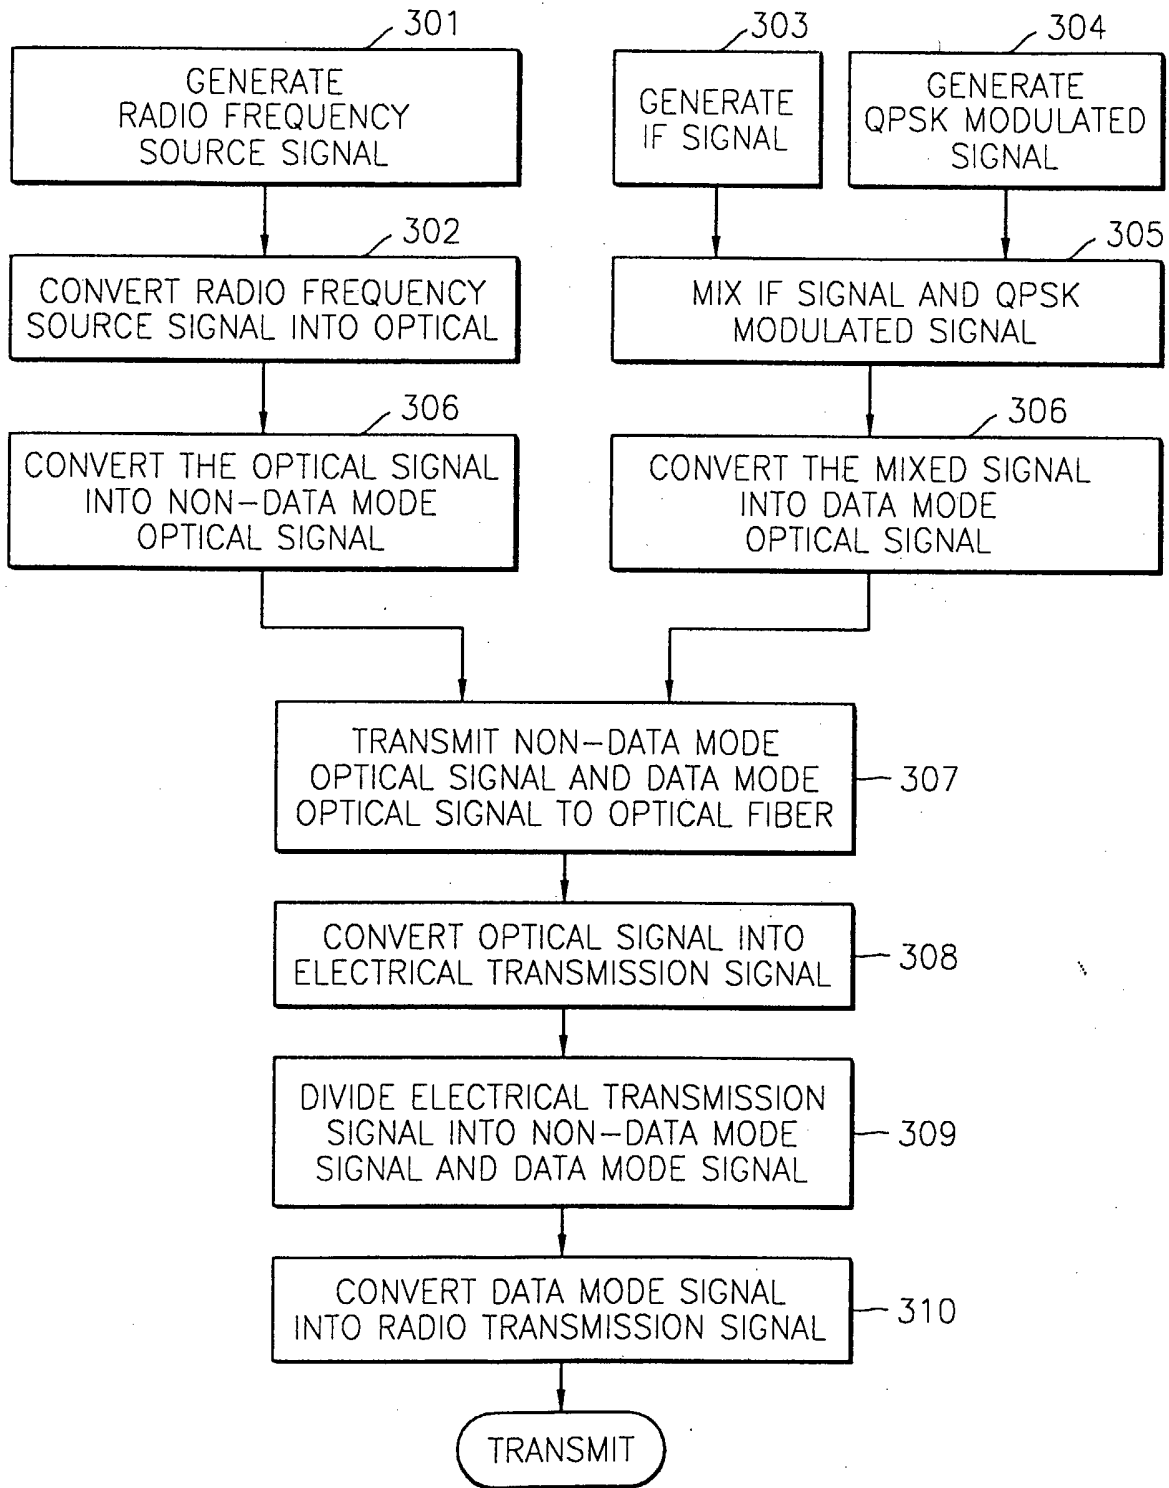 301
GENERATE
RADIO FREQUENCY
SOURCE SIGNAL
303
GENERATE
IF SIGNAL
304
GENERATE
QPSK MODULATED
SIGNAL
302
CONVERT RADIO FREQUENCY
SOURCE SIGNAL INTO OPTICAL
305
MIX IF SIGNAL AND QPSK
MODULATED SIGNAL
306
CONVERT THE OPTICAL SIGNAL
INTO NON-DATA MODE
OPTICAL SIGNAL
306
CONVERT THE MIXED SIGNAL
INTO DATA MODE
OPTICAL SIGNAL
TRANSMIT NON-DATA MODE
OPTICAL SIGNAL AND DATA MODE
OPTICAL SIGNAL TO OPTICAL FIBER
307
CONVERT OPTICAL SIGNAL INTO
ELECTRICAL TRANSMISSION SIGNAL
308
DIVIDE ELECTRICAL TRANSMISSION
SIGNAL INTO NON-DATA MODE
SIGNAL AND DATA MODE SIGNAL
309
CONVERT DATA MODE SIGNAL
INTO RADIO TRANSMISSION SIGNAL
310
TRANSMIT